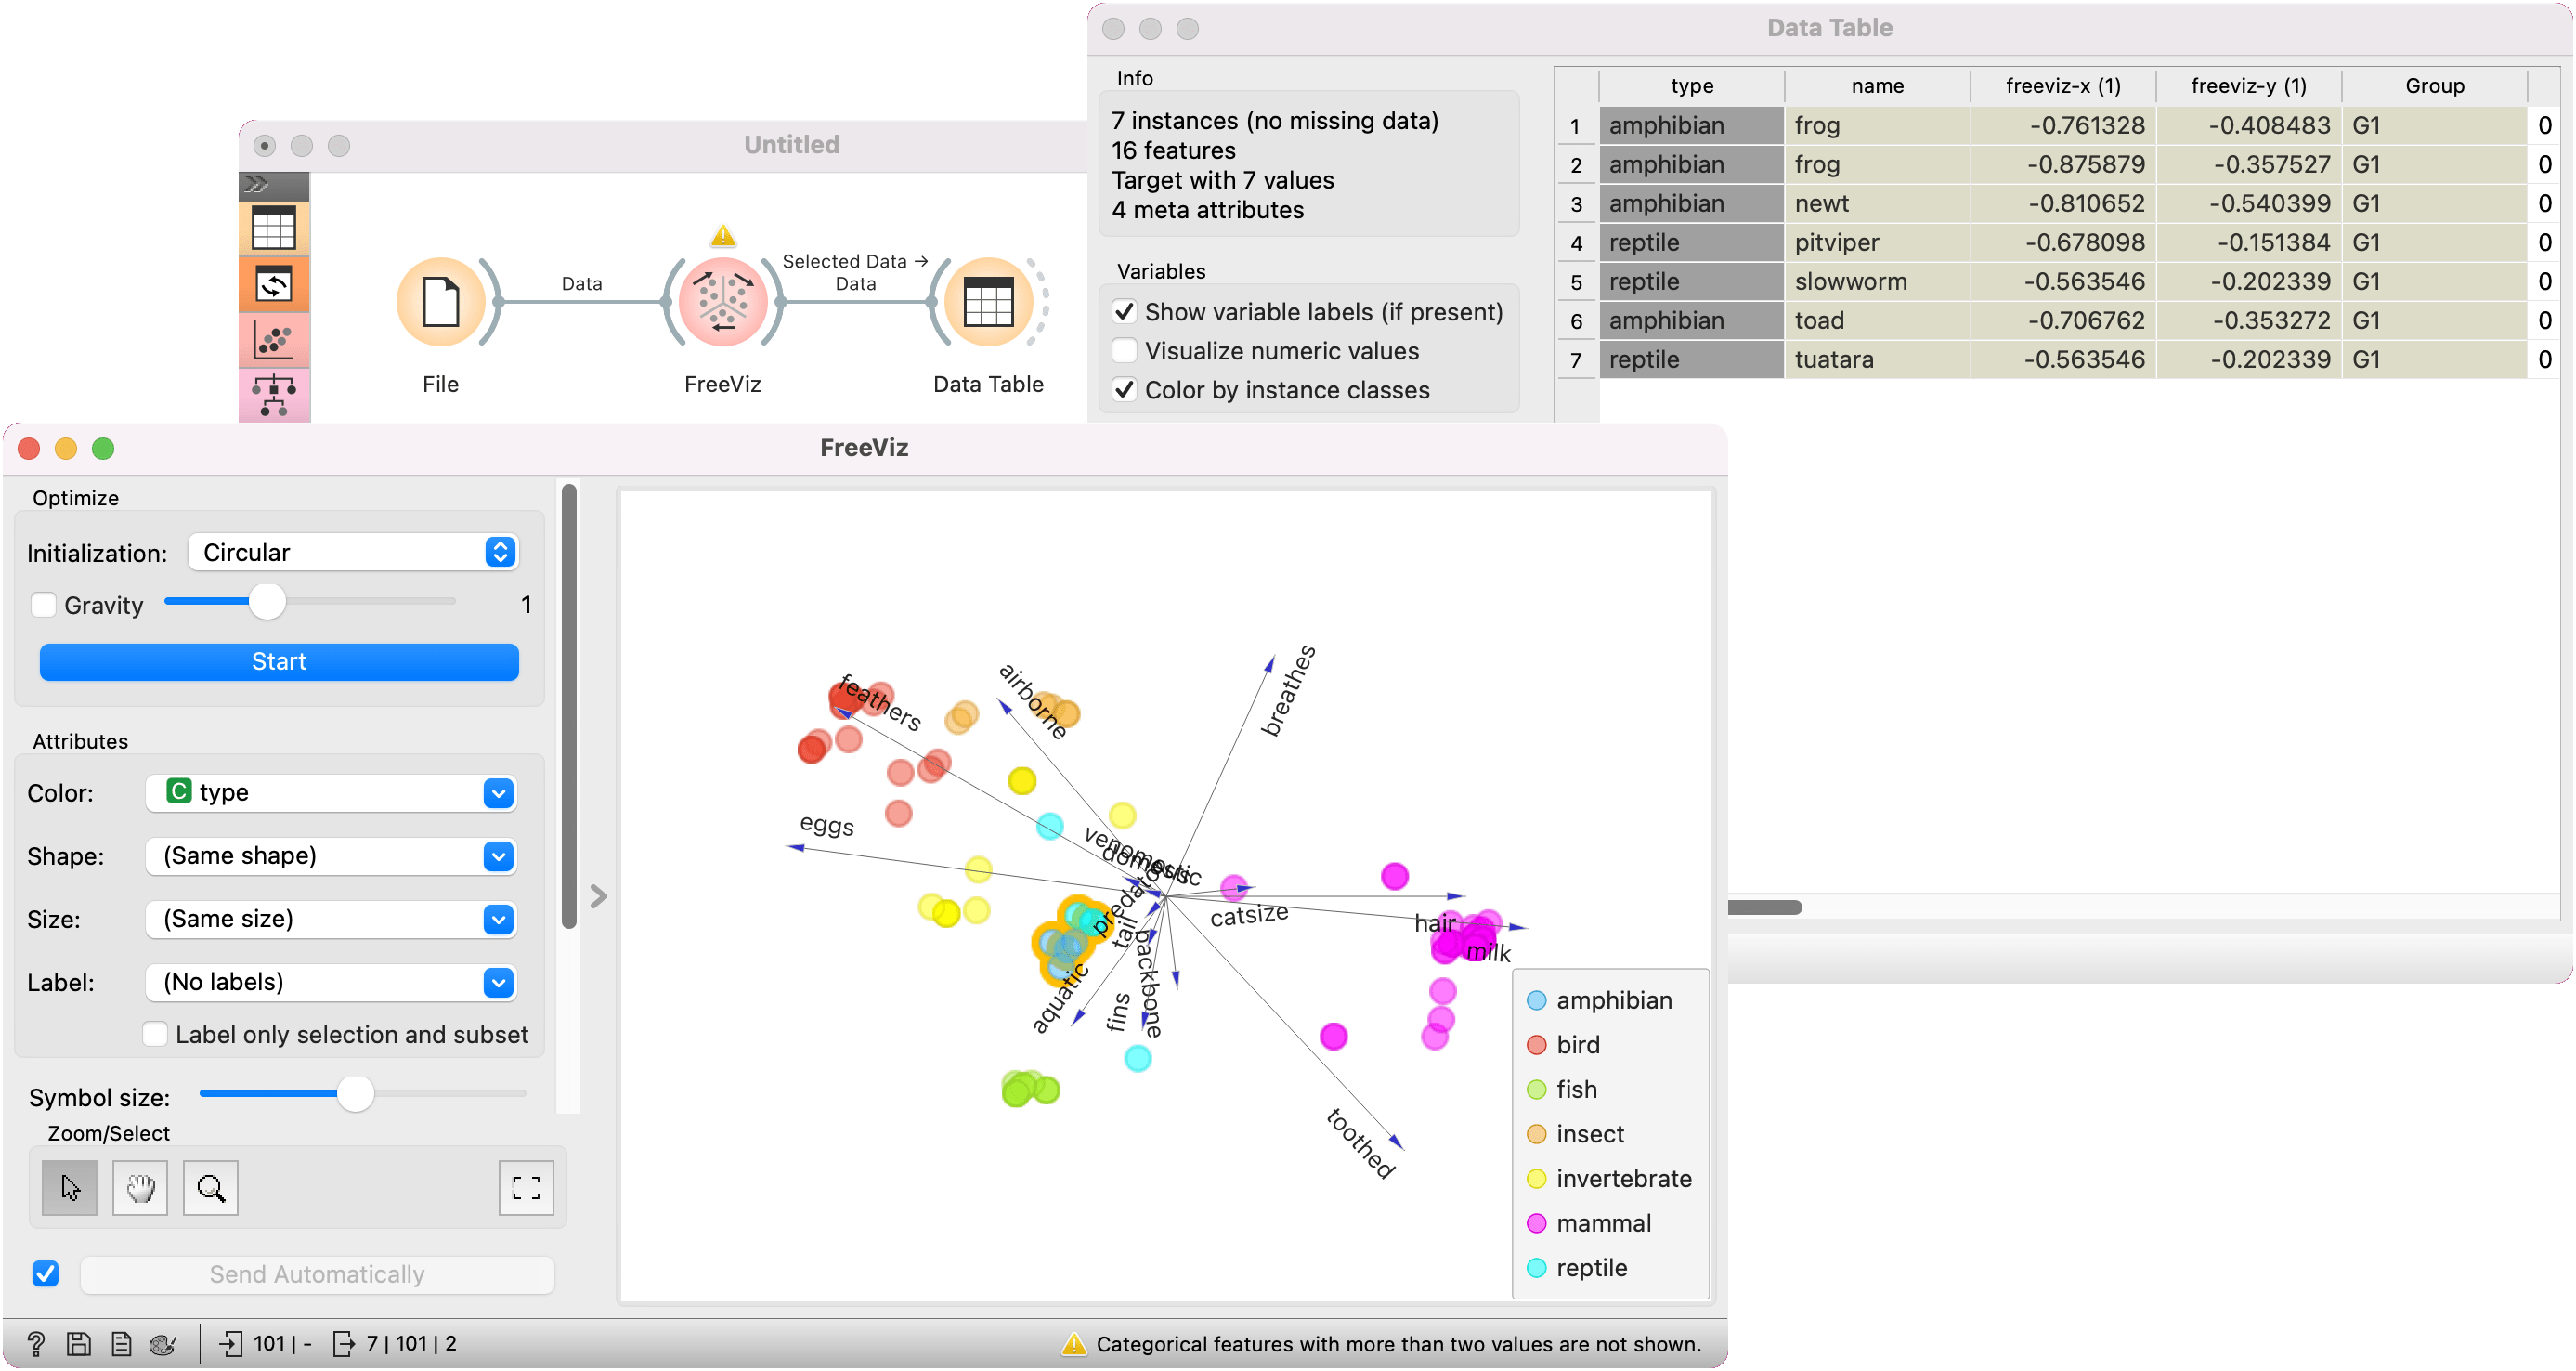 Data Table
Info
7 instances (no missing data)
16 features
Target with 7 values
4 meta attributes
Variables
Show variable labels (if present)
Visualize numeric values
Color by instance classes
type name freeviz-x (1) freeviz-y (1) Group
1 amphibian frog -0.761328 -0.408483 G1 0
2 amphibian frog -0.875879 -0.357527 G1 0
3 amphibian newt -0.810652 -0.540399 G1 0
4 reptile pitviper -0.678098 -0.151384 G1 0
5 reptile slowworm -0.563546 -0.202339 G1 0
6 amphibian toad -0.706762 -0.353272 G1 0
7 reptile tuatara -0.563546 -0.202339 G1 0
Untitled
Data
Selected Data →
Data
File
FreeViz
Data Table
FreeViz
Optimize
Initialization: Circular
Gravity 1
Start
Attributes
Color: C type
Shape: (Same shape)
Size: (Same size)
Label: (No labels)
Label only selection and subset
Symbol size:
Zoom/Select
Send Automatically
feathers
airborne
breathes
eggs
venomous
domestic
predator
tail
catsize
hair
milk
backbone
aquatic
fins
toothed
amphibian
bird
fish
insect
invertebrate
mammal
reptile
? 101 | - 7 | 101 | 2
Categorical features with more than two values are not shown.